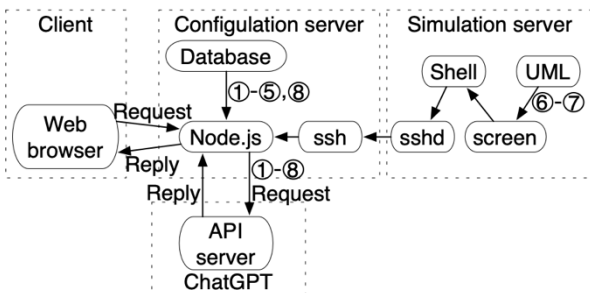 Client
Configulation server
Simulation server
Database
Shell
UML
①-⑤,⑧
⑥-⑦
Request
Web
browser
Node.js
ssh
sshd
screen
Reply
Reply
①-⑧
Request
API
server
ChatGPT